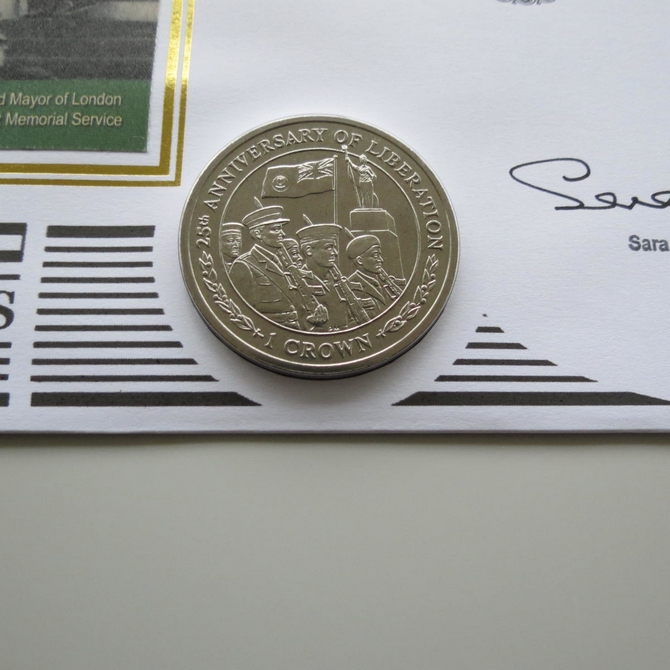 d Mayor of London
Memorial Service
25th ANNIVERSARY OF LIBERATION
1 CROWN
Sara
S